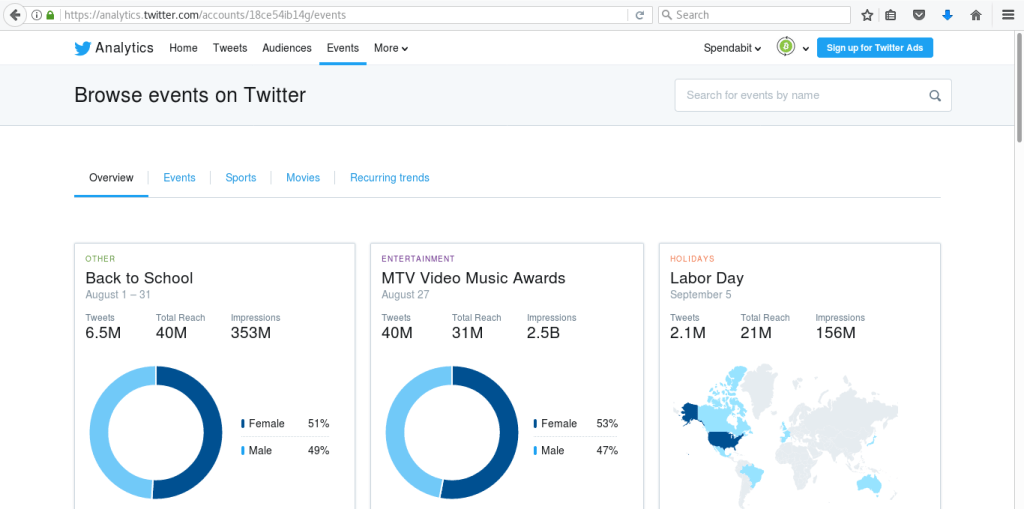 https://analytics.twitter.com/accounts/18ce54ib14g/events
Search
Analytics Home Tweets Audiences Events More Spendabit Sign up for Twitter Ads
Browse events on Twitter
Search for events by name
Overview Events Sports Movies Recurring trends
OTHER
Back to School
August 1 – 31
Tweets Total Reach Impressions
6.5M 40M 353M
Female 51%
Male 49%
ENTERTAINMENT
MTV Video Music Awards
August 27
Tweets Total Reach Impressions
40M 31M 2.5B
Female 53%
Male 47%
HOLIDAYS
Labor Day
September 5
Tweets Total Reach Impressions
2.1M 21M 156M